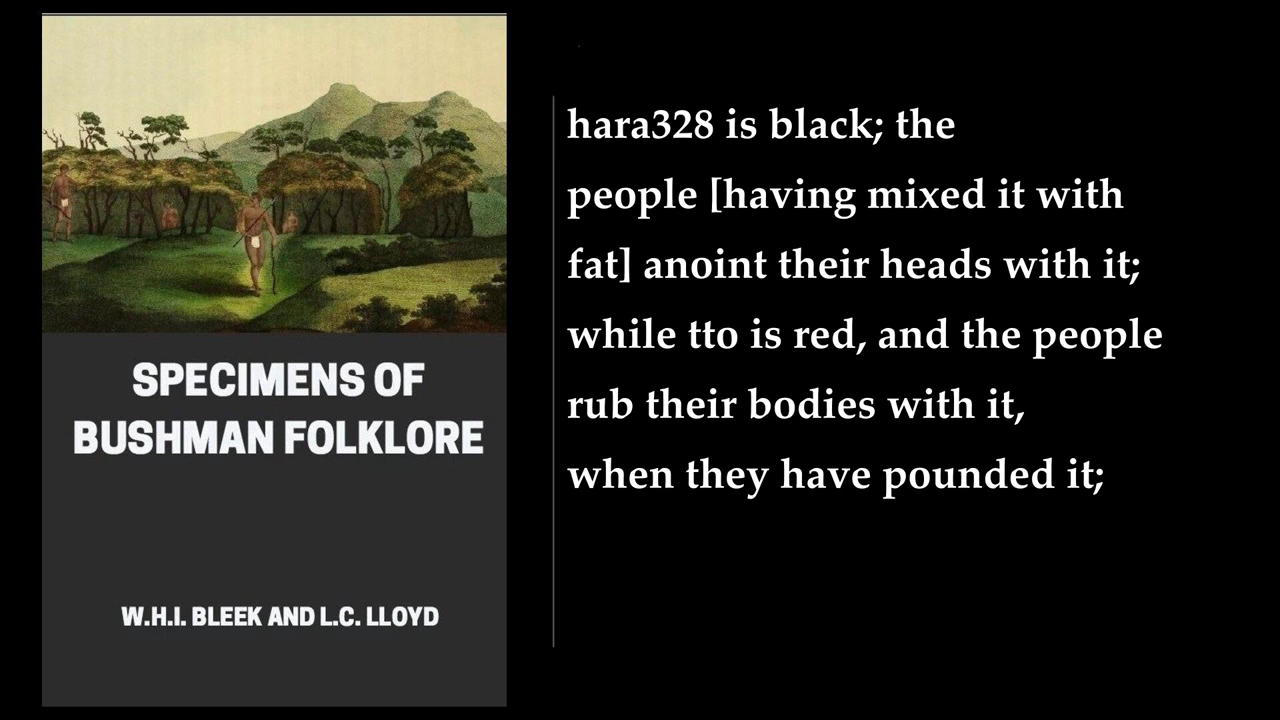 SPECIMENS OF
BUSHMAN FOLKLORE
W.H.I. BLEEK AND L.C. LLOYD
hara328 is black; the
people [having mixed it with
fat] anoint their heads with it;
while tto is red, and the people
rub their bodies with it,
when they have pounded it;